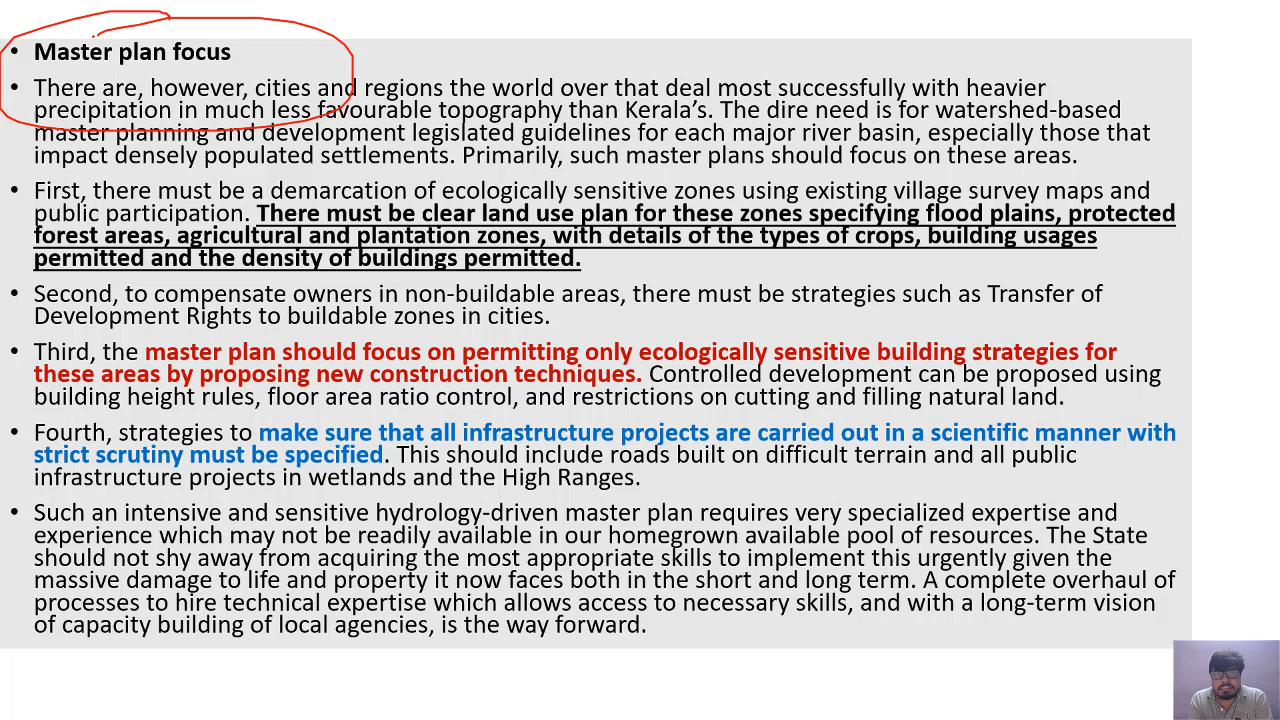 • Master plan focus
• There are, however, cities and regions the world over that deal most successfully with heavier
precipitation in much less favourable topography than Kerala's. The dire need is for watershed-based
master planning and development legislated guidelines for each major river basin, especially those that
impact densely populated settlements. Primarily, such master plans should focus on these areas.
• First, there must be a demarcation of ecologically sensitive zones using existing village survey maps and
public participation. There must be clear land use plan for these zones specifying flood plains, protected
forest areas, agricultural and plantation zones, with details of the types of crops, building usages
permitted and the density of buildings permitted.
• Second, to compensate owners in non-buildable areas, there must be strategies such as Transfer of
Development Rights to buildable zones in cities.
• Third, the master plan should focus on permitting only ecologically sensitive building strategies for
these areas by proposing new construction techniques. Controlled development can be proposed using
building height rules, floor area ratio control, and restrictions on cutting and filling natural land.
• Fourth, strategies to make sure that all infrastructure projects are carried out in a scientific manner with
strict scrutiny must be specified. This should include roads built on difficult terrain and all public
infrastructure projects in wetlands and the High Ranges.
• Such an intensive and sensitive hydrology-driven master plan requires very specialized expertise and
experience which may not be readily available in our homegrown available pool of resources. The State
should not shy away from acquiring the most appropriate skills to implement this urgently given the
massive damage to life and property it now faces both in the short and long term. A complete overhaul of
processes to hire technical expertise which allows access to necessary skills, and with a long-term vision
of capacity building of local agencies, is the way forward.